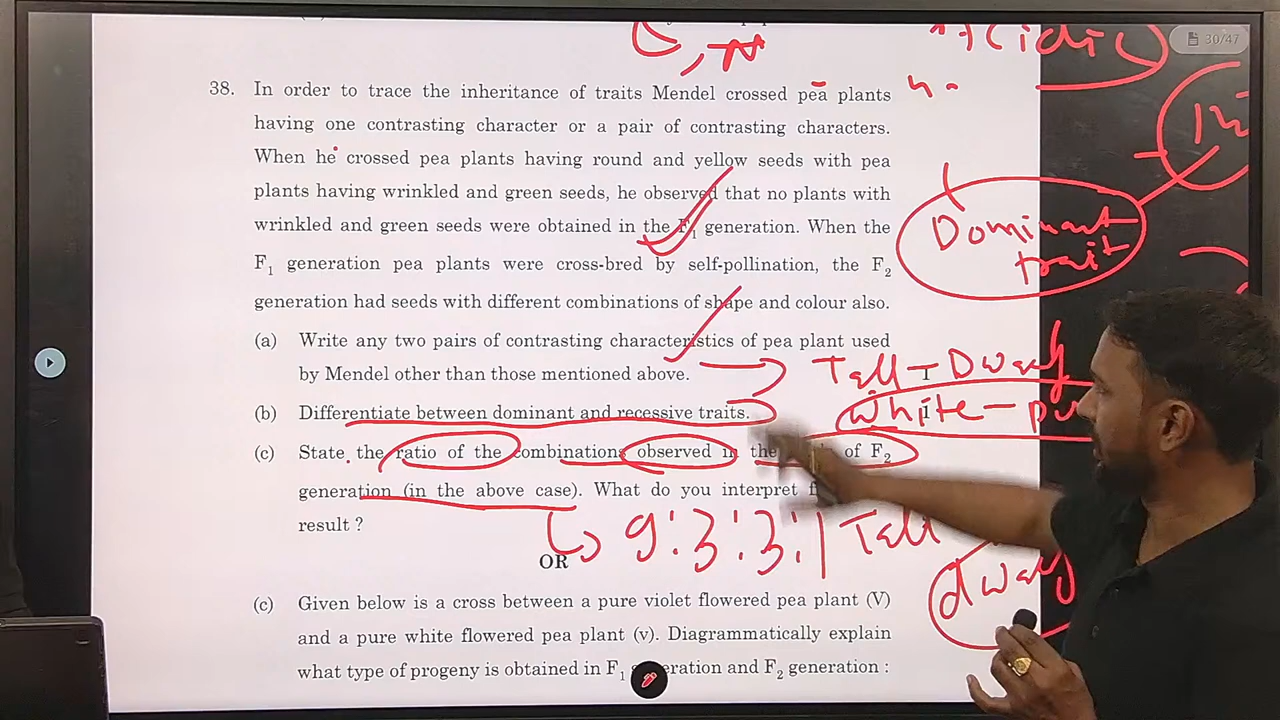 30/47
38. In order to trace the inheritance of traits Mendel crossed pea plants
having one contrasting character or a pair of contrasting characters.
When he crossed pea plants having round and yellow seeds with pea
plants having wrinkled and green seeds, he observed that no plants with
wrinkled and green seeds were obtained in the F1 generation. When the
F1 generation pea plants were cross-bred by self-pollination, the F2
generation had seeds with different combinations of shape and colour also.
Dominant
trait
(a) Write any two pairs of contrasting characteristics of pea plant used
by Mendel other than those mentioned above.
Tall - Dwarf
White -
(b) Differentiate between dominant and recessive traits.
(c) State the ratio of the combinations observed in the of F2
generation (in the above case). What do you interpret
result ?
9:3:3:1 Tall
dwarf
OR
(c) Given below is a cross between a pure violet flowered pea plant (V)
and a pure white flowered pea plant (v). Diagrammatically explain
what type of progeny is obtained in F1 generation and F2 generation :